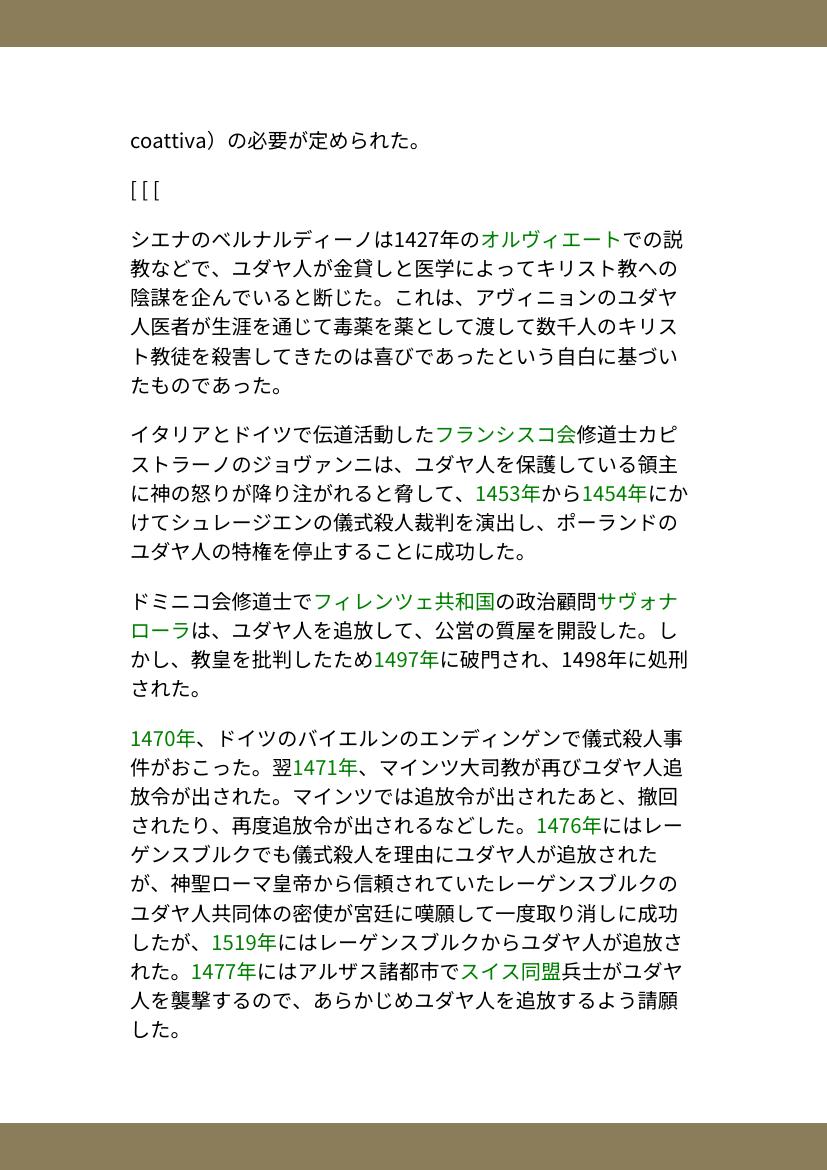 coattiva）の必要が定められた。
[ [ [
シエナのベルナルディーノは1427年のオルヴィエートでの説
教などで、ユダヤ人が金貸しと医学によってキリスト教への
陰謀を企んでいると断じた。これは、アヴィニョンのユダヤ
人医者が生涯を通じて毒薬を薬として渡して数千人のキリス
ト教徒を殺害してきたのは喜びであったという自白に基づい
たものであった。
イタリアとドイツで伝道活動したフランシスコ会修道士カピ
ストラーノのジョヴァンニは、ユダヤ人を保護している領主
に神の怒りが降り注がれると脅して、1453年から1454年にか
けてシュレージエンの儀式殺人裁判を演出し、ポーランドの
ユダヤ人の特権を停止することに成功した。
ドミニコ会修道士でフィレンツェ共和国の政治顧問サヴォナ
ローラは、ユダヤ人を追放して、公営の質屋を開設した。し
かし、教皇を批判したため1497年に破門され、1498年に処刑
された。
1470年、ドイツのバイエルンのエンディンゲンで儀式殺人事
件がおこった。翌1471年、マインツ大司教が再びユダヤ人追
放令が出された。マインツでは追放令が出されたあと、撤回
されたり、再度追放令が出されるなどした。1476年にはレー
ゲンスブルクでも儀式殺人を理由にユダヤ人が追放された
が、神聖ローマ皇帝から信頼されていたレーゲンスブルクの
ユダヤ人共同体の密使が宮廷に嘆願して一度取り消しに成功
したが、1519年にはレーゲンスブルクからユダヤ人が追放さ
れた。1477年にはアルザス諸都市でスイス同盟兵士がユダヤ
人を襲撃するので、あらかじめユダヤ人を追放するよう請願
した。